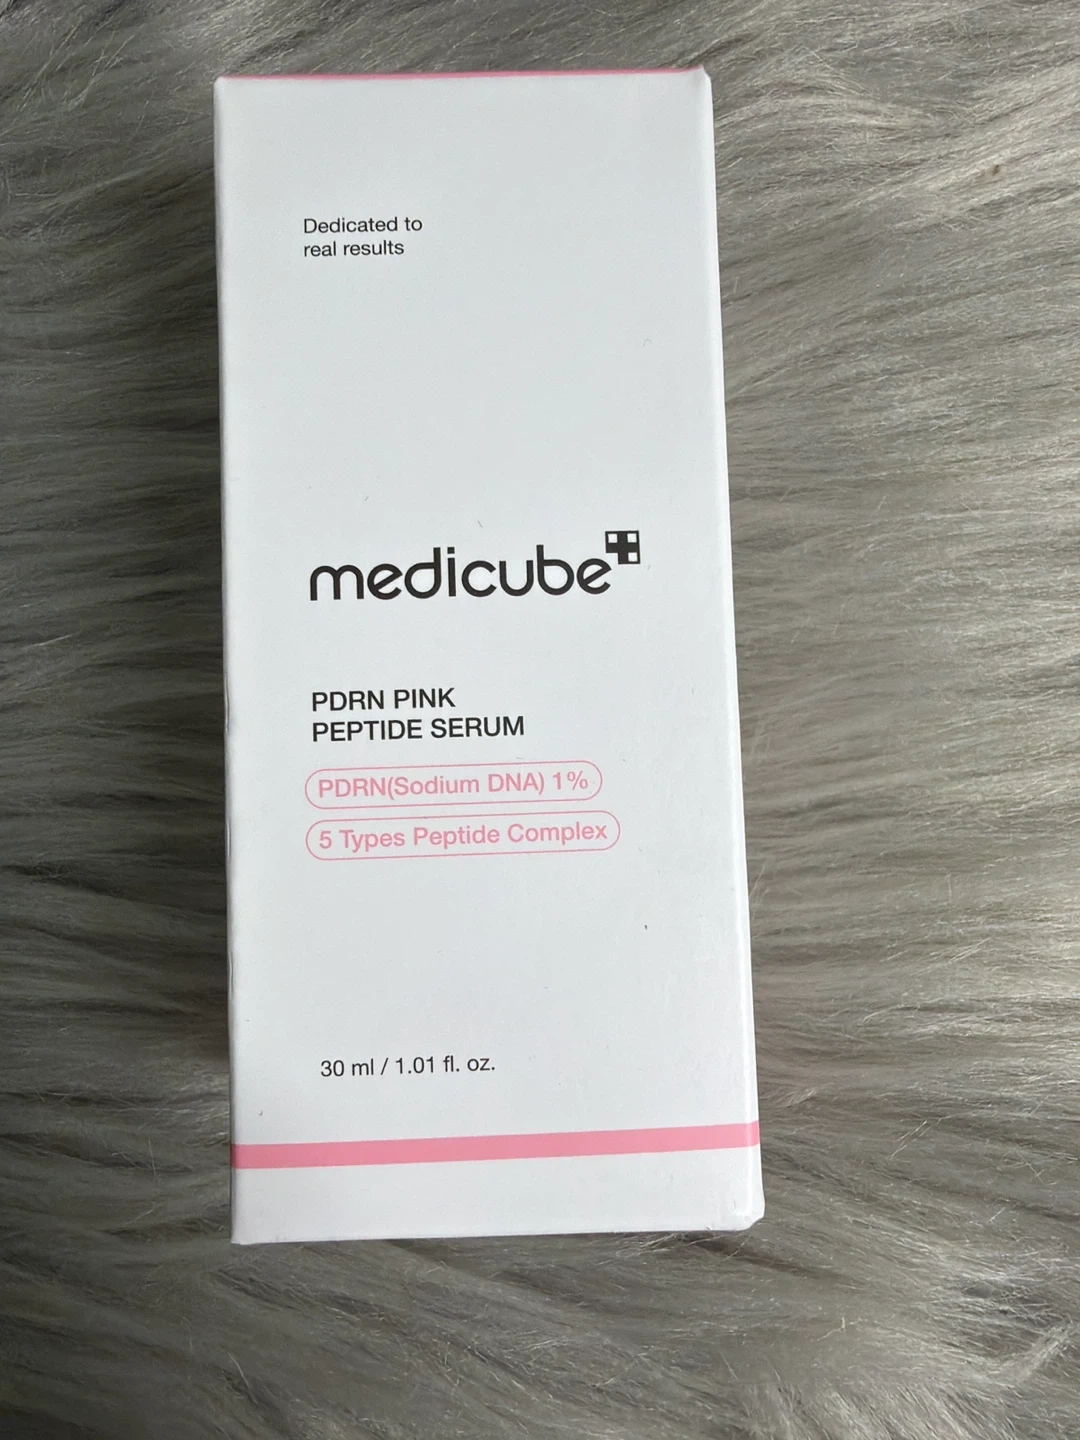 Dedicated to
real results
medicube
PDRN PINK
PEPTIDE SERUM
PDRN(Sodium DNA) 1%
5 Types Peptide Complex
30 ml / 1.01 fl. oz.